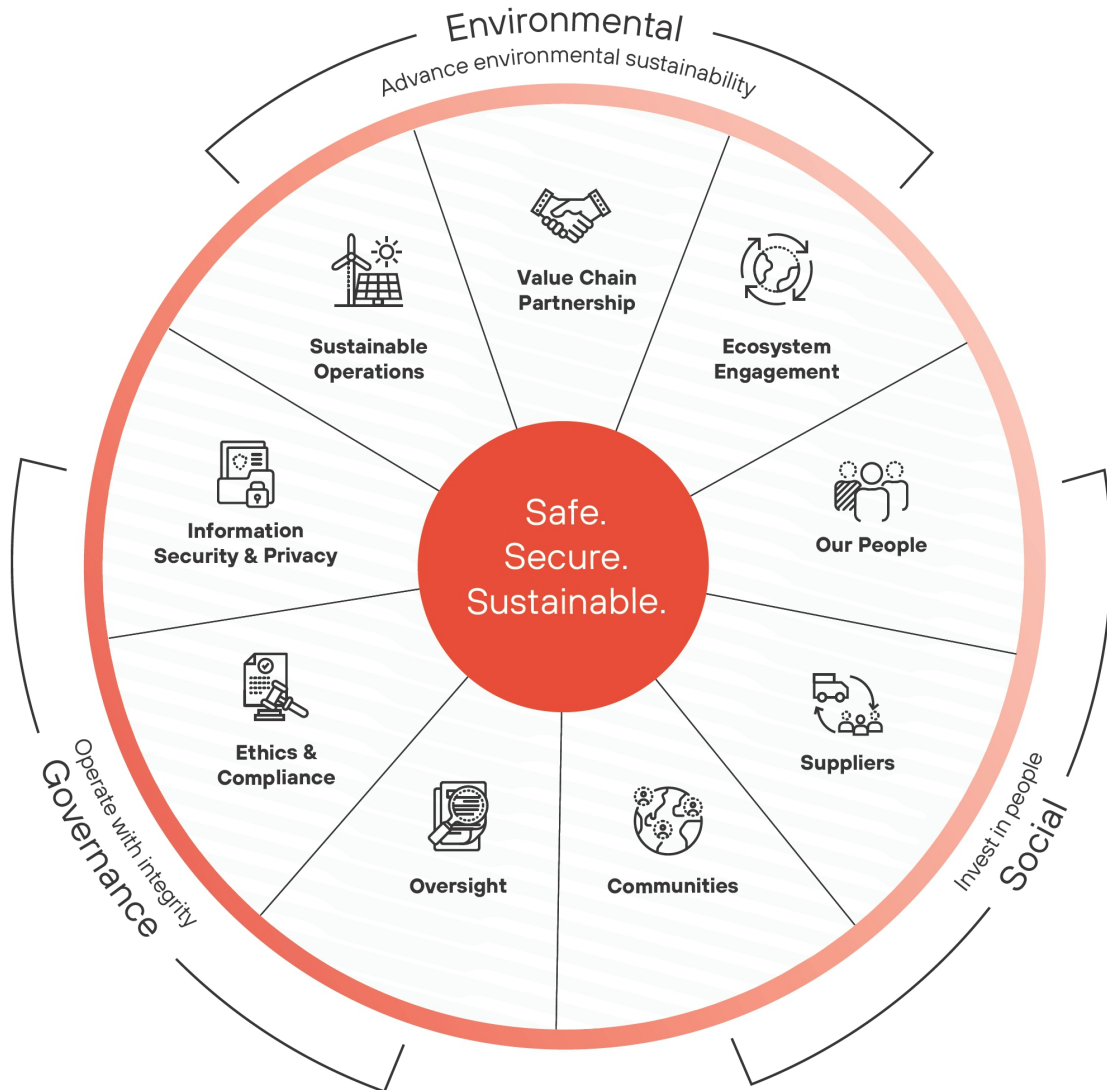 Environmental
Advance environmental sustainability
Value Chain
Partnership
Sustainable
Operations
Ecosystem
Engagement
Information
Security & Privacy
Safe.
Secure.
Sustainable.
Our People
Ethics &
Compliance
Suppliers
Oversight
Communities
Operate with integrity
Governance
Invest in people
Social